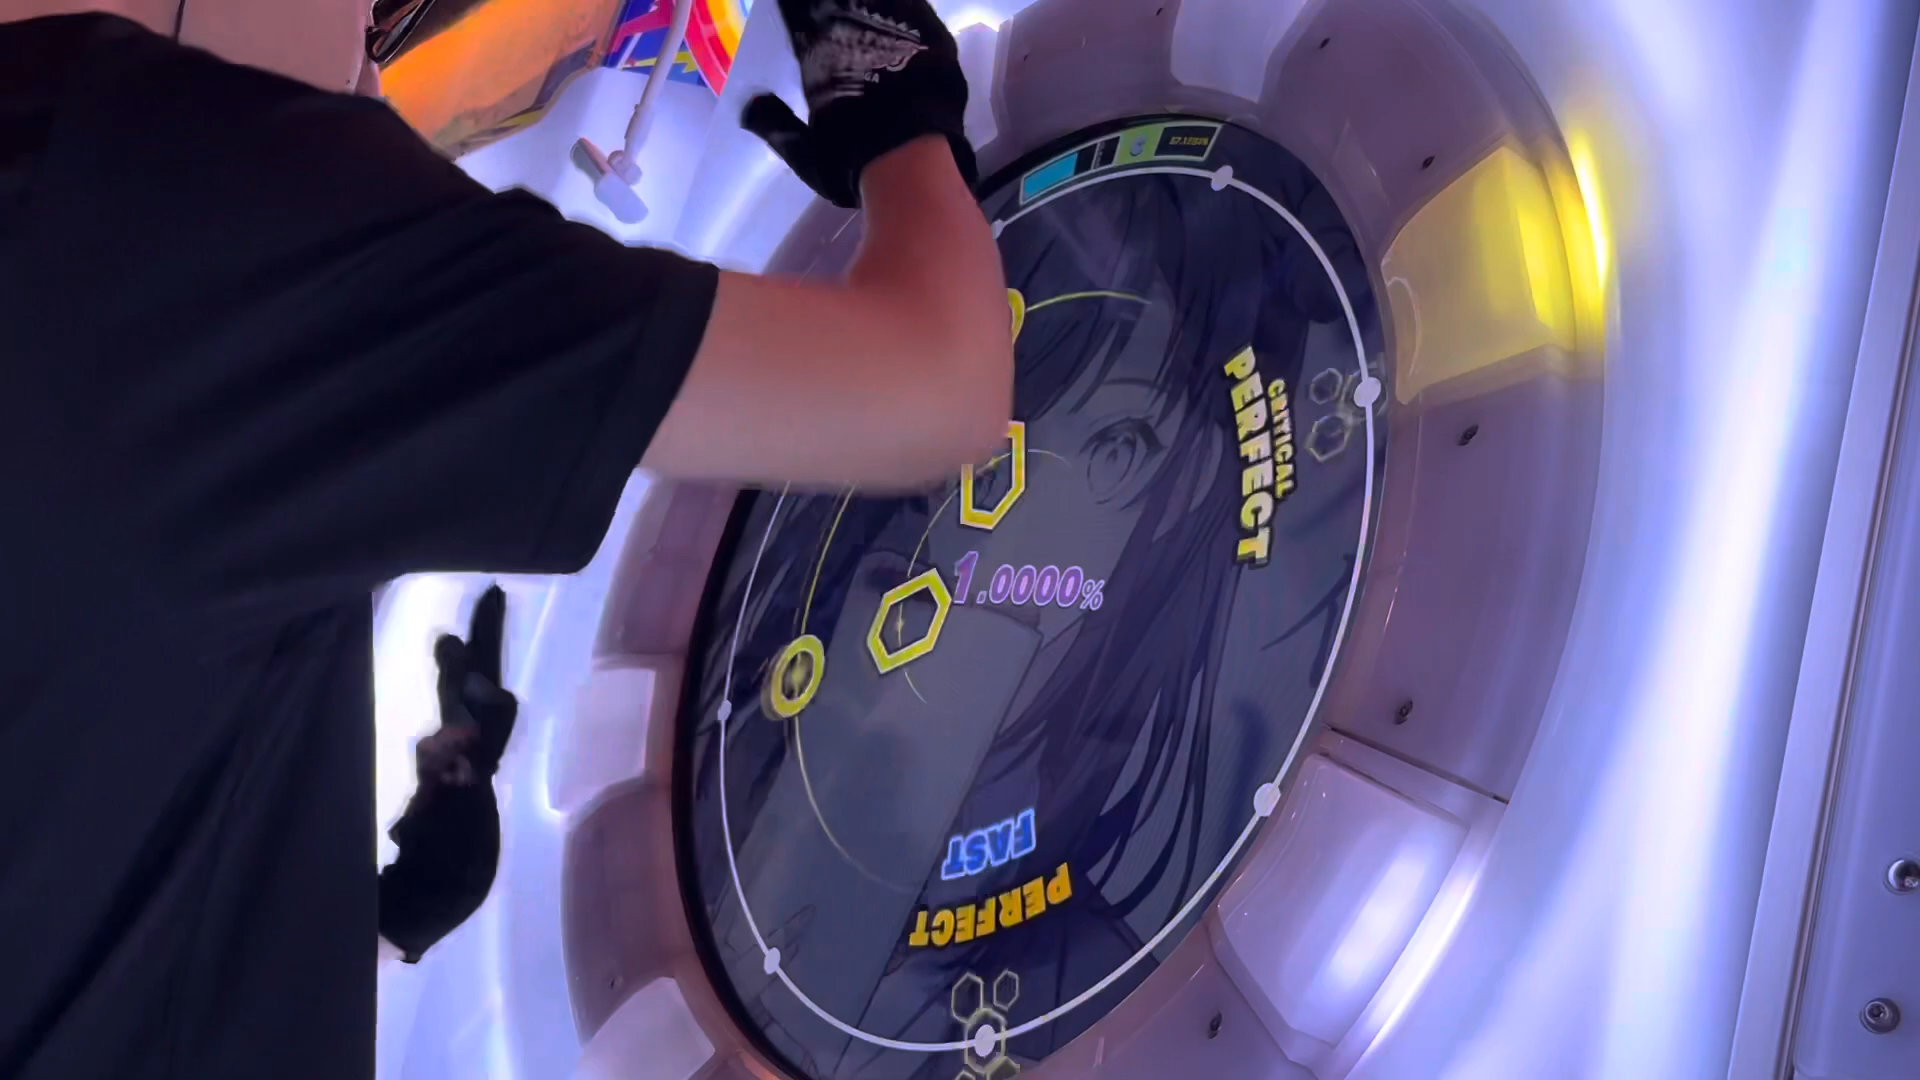 CRITICAL
PERFECT
1.0000%
FAST
PERFECT